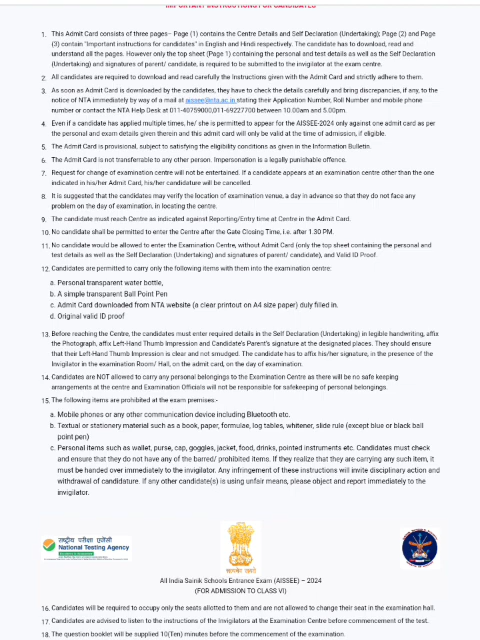 IMPORTANT INSTRUCTIONS FOR CANDIDATES
1. This Admit Card consists of three pages– Page (1) contains the Centre Details and Self Declaration (Undertaking); Page (2) and Page
(3) contain "Important instructions for candidates" in English and Hindi respectively. The candidate has to download, read and
understand all the pages. However only the top sheet (Page 1) containing the personal and test details as well as the Self Declaration
(Undertaking) and signatures of parent/ candidate, is required to be submitted to the invigilator at the exam centre.
2. All candidates are required to download and read carefully the Instructions given with the Admit Card and strictly adhere to them.
3. As soon as Admit Card is downloaded by the candidates, they have to check the details carefully and bring discrepancies, if any, to the
notice of NTA immediately by way of a mail at aissee@nta.ac.in stating their Application Number, Roll Number and mobile phone
number or contact the NTA Help Desk at 011-40759000,011-69227700 between 10.00am and 5.00pm.
4. Even if a candidate has applied multiple times, he/ she is permitted to appear for the AISSEE-2024 only against one admit card as per
the personal and exam details given therein and this admit card will only be valid at the time of admission, if eligible.
5. The Admit Card is provisional, subject to satisfying the eligibility conditions as given in the Information Bulletin.
6. The Admit Card is not transferrable to any other person. Impersonation is a legally punishable offence.
7. Request for change of examination centre will not be entertained. If a candidate appears at an examination centre other than the one
indicated in his/her Admit Card, his/her candidature will be cancelled.
8. It is suggested that the candidates may verify the location of examination venue, a day in advance so that they do not face any
problem on the day of examination, in locating the centre.
9. The candidate must reach Centre as indicated against Reporting/Entry time at Centre in the Admit Card.
10. No candidate shall be permitted to enter the Centre after the Gate Closing Time, i.e. after 1.30 PM.
11. No candidate would be allowed to enter the Examination Centre, without Admit Card (only the top sheet containing the personal and
test details as well as the Self Declaration (Undertaking) and signatures of parent/ candidate), and Valid ID Proof.
12. Candidates are permitted to carry only the following items with them into the examination centre:
a. Personal transparent water bottle,
b. A simple transparent Ball Point Pen
c. Admit Card downloaded from NTA website (a clear printout on A4 size paper) duly filled in.
d. Original valid ID proof
13. Before reaching the Centre, the candidates must enter required details in the Self Declaration (Undertaking) in legible handwriting, affix
the Photograph, affix Left-Hand Thumb Impression and Candidate's Parent's signature at the designated places. They should ensure
that their Left-Hand Thumb Impression is clear and not smudged. The candidate has to affix his/her signature, in the presence of the
Invigilator in the examination Room/ Hall, on the admit card, on the day of examination.
14. Candidates are NOT allowed to carry any personal belongings to the Examination Centre as there will be no safe keeping
arrangements at the centre and Examination Officials will not be responsible for safekeeping of personal belongings.
15. The following items are prohibited at the exam premises:-
a. Mobile phones or any other communication device including Bluetooth etc.
b. Textual or stationery material such as a book, paper, formulae, log tables, whitener, slide rule (except blue or black ball
point pen)
c. Personal items such as wallet, purse, cap, goggles, jacket, food, drinks, pointed instruments etc. Candidates must check
and ensure that they do not have any of the barred/ prohibited items. If they realize that they are carrying any such item, it
must be handed over immediately to the invigilator. Any infringement of these instructions will invite disciplinary action and
withdrawal of candidature. If any other candidate(s) is using unfair means, please object and report immediately to the
invigilator.
राष्ट्रीय परीक्षा एजेंसी
National Testing Agency
सत्यमेव जयते
All India Sainik Schools Entrance Exam (AISSEE) – 2024
(FOR ADMISSION TO CLASS VI)
16. Candidates will be required to occupy only the seats allotted to them and are not allowed to change their seat in the examination hall.
17. Candidates are advised to listen to the instructions of the Invigilators at the Examination Centre before commencement of the test.
18. The question booklet will be supplied 10(Ten) minutes before the commencement of the examination.